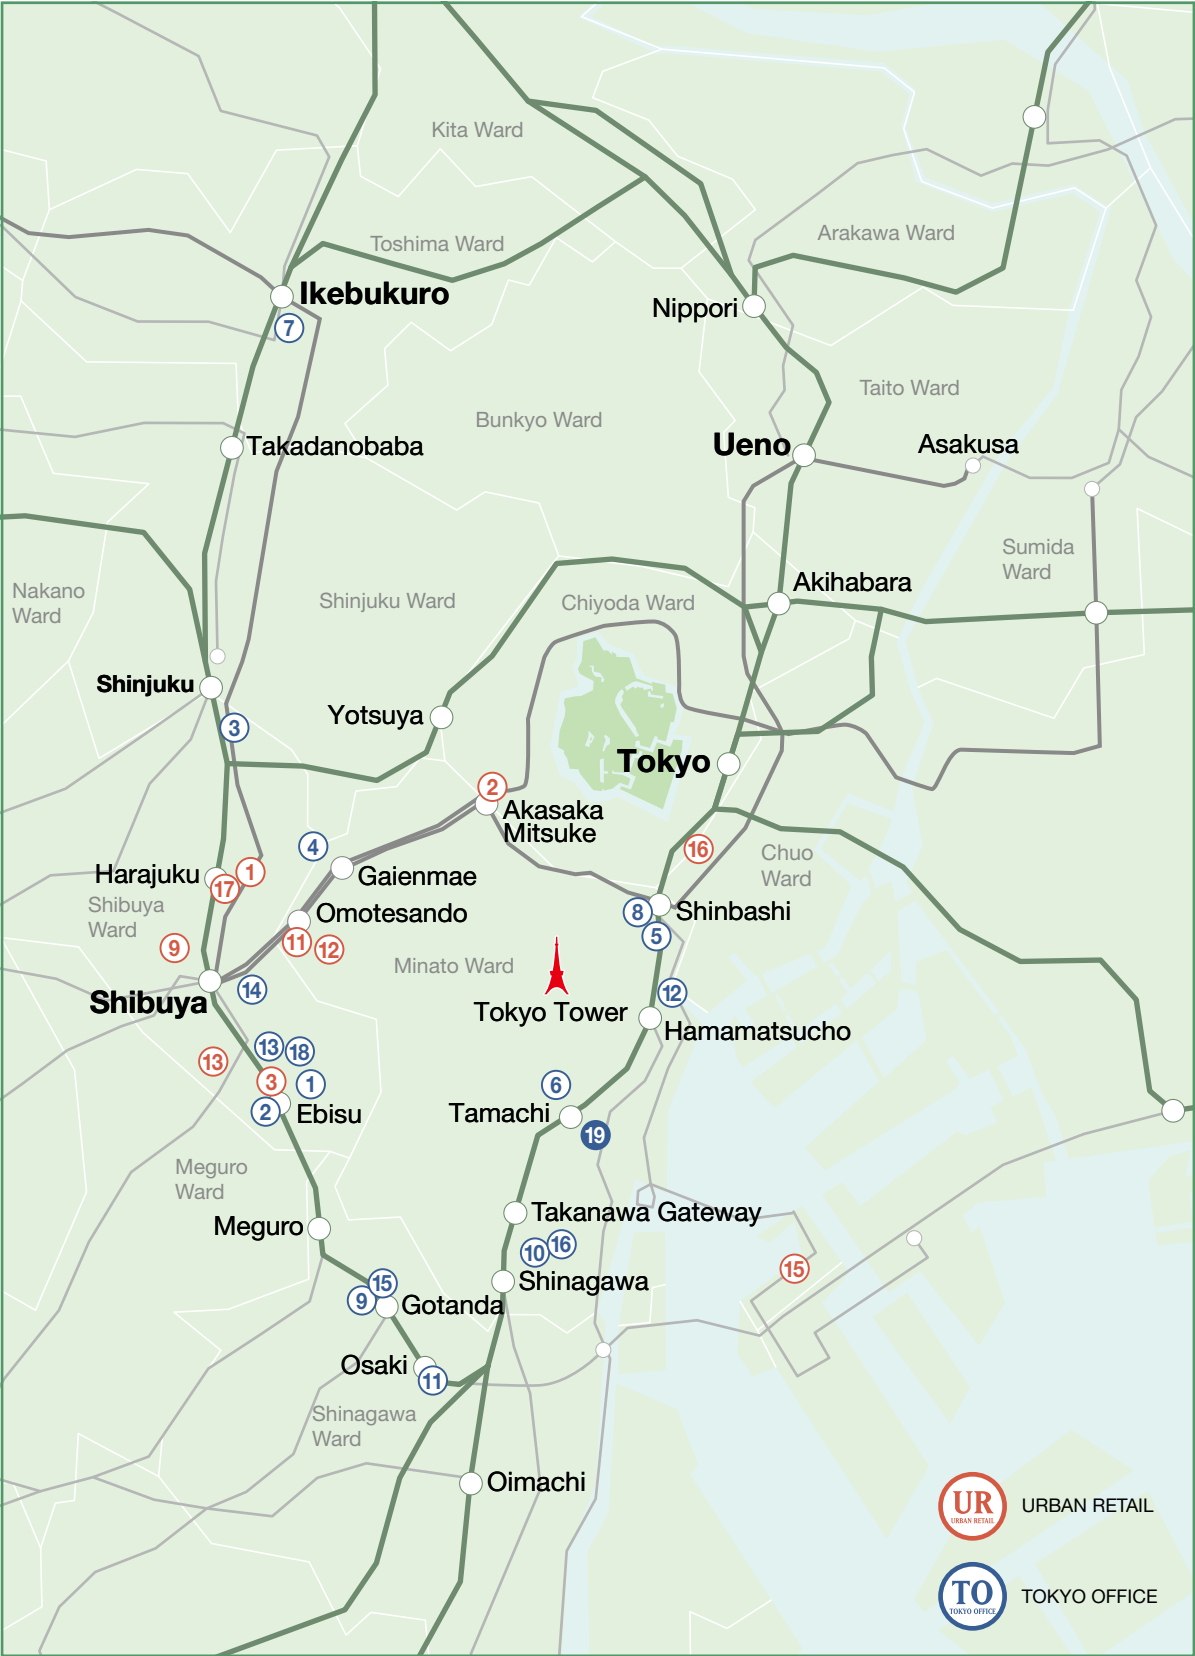 Kita Ward
Arakawa Ward
Toshima Ward
Ikebukuro
Nippori
7
Taito Ward
Bunkyo Ward
Ueno
Asakusa
Takadanobaba
Sumida
Ward
Akihabara
Nakano
Ward
Shinjuku Ward
Chiyoda Ward
Shinjuku
Yotsuya
3
Tokyo
2
Akasaka
Mitsuke
4
16
Chuo
Ward
Harajuku
1
17
Gaienmae
Shibuya
Ward
Omotesando
8
Shinbashi
5
9
11
12
Minato Ward
14
12
Shibuya
Tokyo Tower
Hamamatsucho
13
18
13
3
1
2
Ebisu
6
Tamachi
19
Meguro
Ward
Meguro
Takanawa Gateway
10
16
15
15
9
Gotanda
Shinagawa
Osaki
11
Shinagawa
Ward
Oimachi
UR
URBAN RETAIL
URBAN RETAIL
TO
TOKYO OFFICE
TOKYO OFFICE